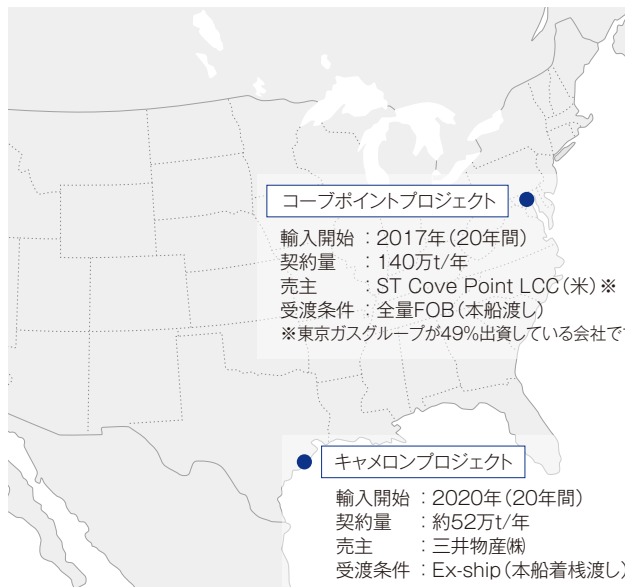 コーブポイントプロジェクト
輸入開始 : 2017年(20年間)
契約量 : 140万t/年
売主 : ST Cove Point LCC(米)※
受渡条件 : 全量FOB(本船渡し)
※東京ガスグループが49%出資している会社で
キャメロンプロジェクト
輸入開始 : 2020年(20年間)
契約量 : 約52万t/年
売主 : 三井物産㈱
受渡条件 : Ex-ship(本船着桟渡し)